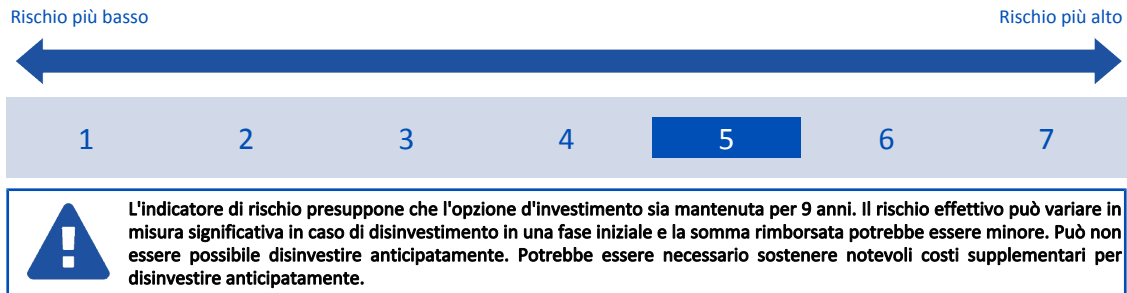 Rischio più basso Rischio più alto
1 2 3 4 5 6 7
L'indicatore di rischio presuppone che l'opzione d'investimento sia mantenuta per 9 anni. Il rischio effettivo può variare in
misura significativa in caso di disinvestimento in una fase iniziale e la somma rimborsata potrebbe essere minore. Può non
essere possibile disinvestire anticipatamente. Potrebbe essere necessario sostenere notevoli costi supplementari per
disinvestire anticipatamente.